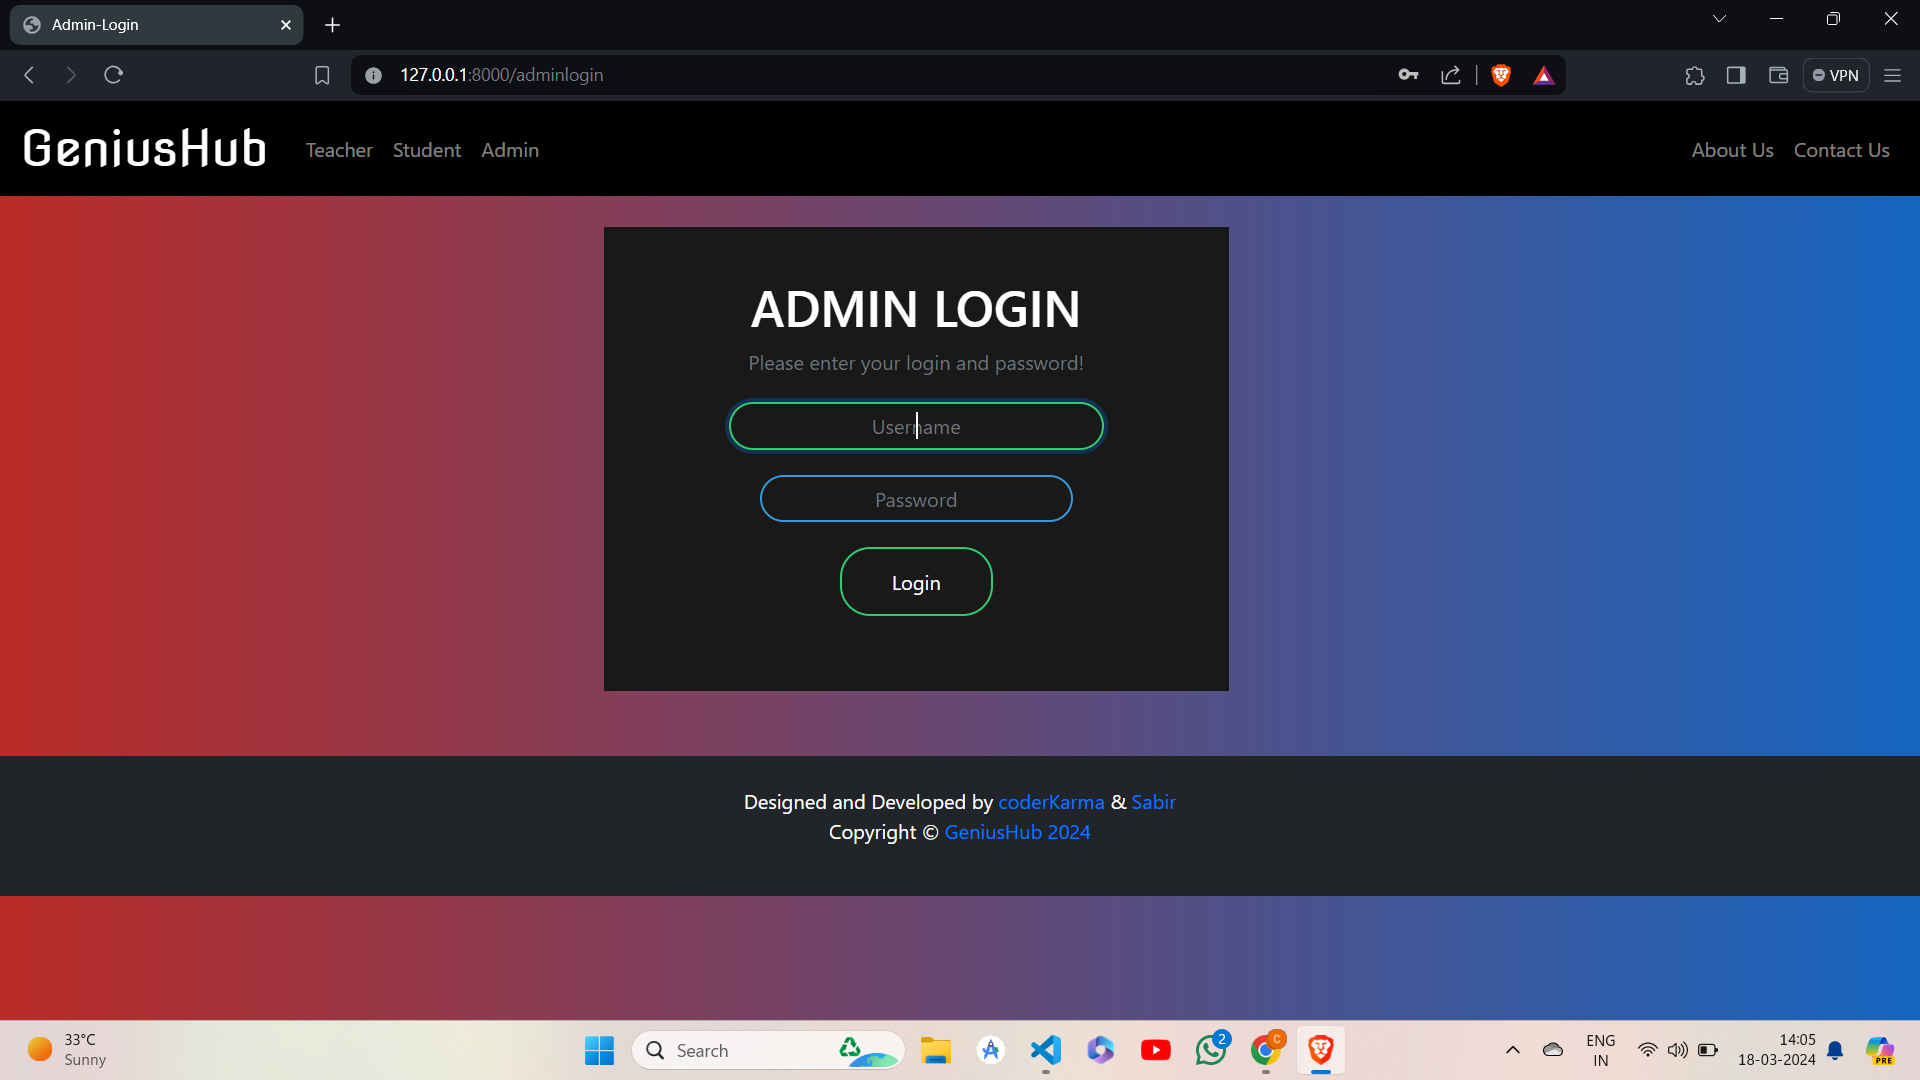 Admin-Login
127.0.0.1:8000/adminlogin
VPN
GeniusHub
Teacher Student Admin
About Us Contact Us
ADMIN LOGIN
Please enter your login and password!
Username
Password
Login
Designed and Developed by coderKarma & Sabir
Copyright © GeniusHub 2024
33°C
Sunny
Search
2
C
ENG
IN
14:05
18-03-2024
PRE